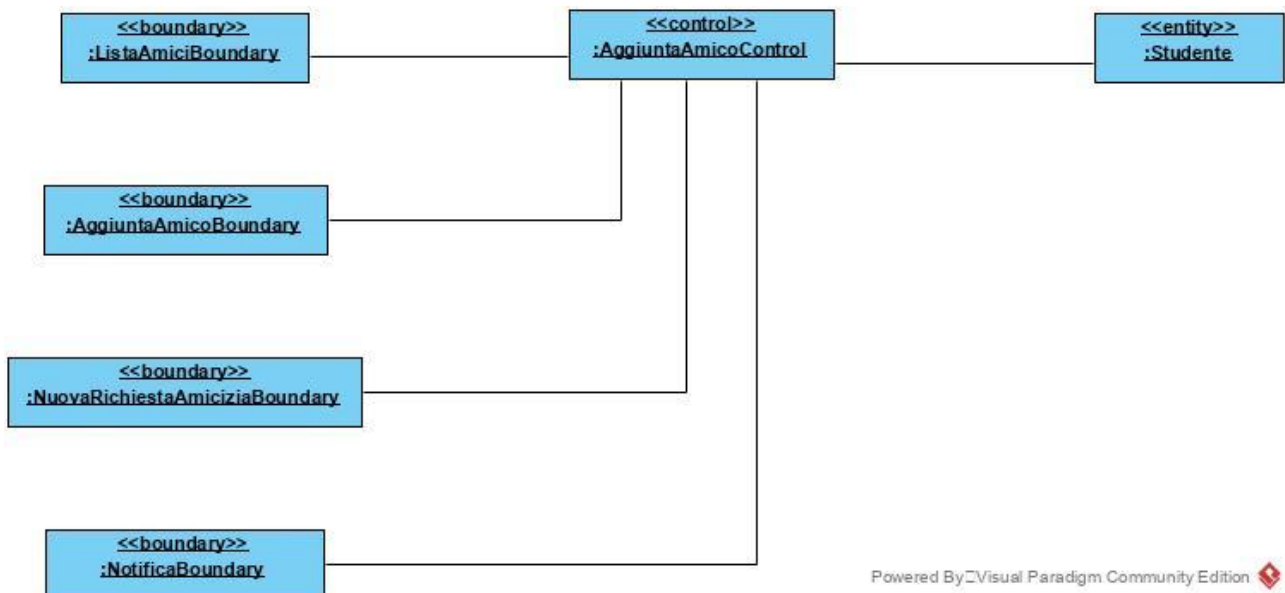 <<boundary>>
:ListaAmiciBoundary
<<control>>
:AggiuntaAmicoControl
<<entity>>
:Studente
<<boundary>>
:AggiuntaAmicoBoundary
<<boundary>>
:NuovaRichiestaAmiciziaBoundary
<<boundary>>
:NotificaBoundary
Powered By Visual Paradigm Community Edition